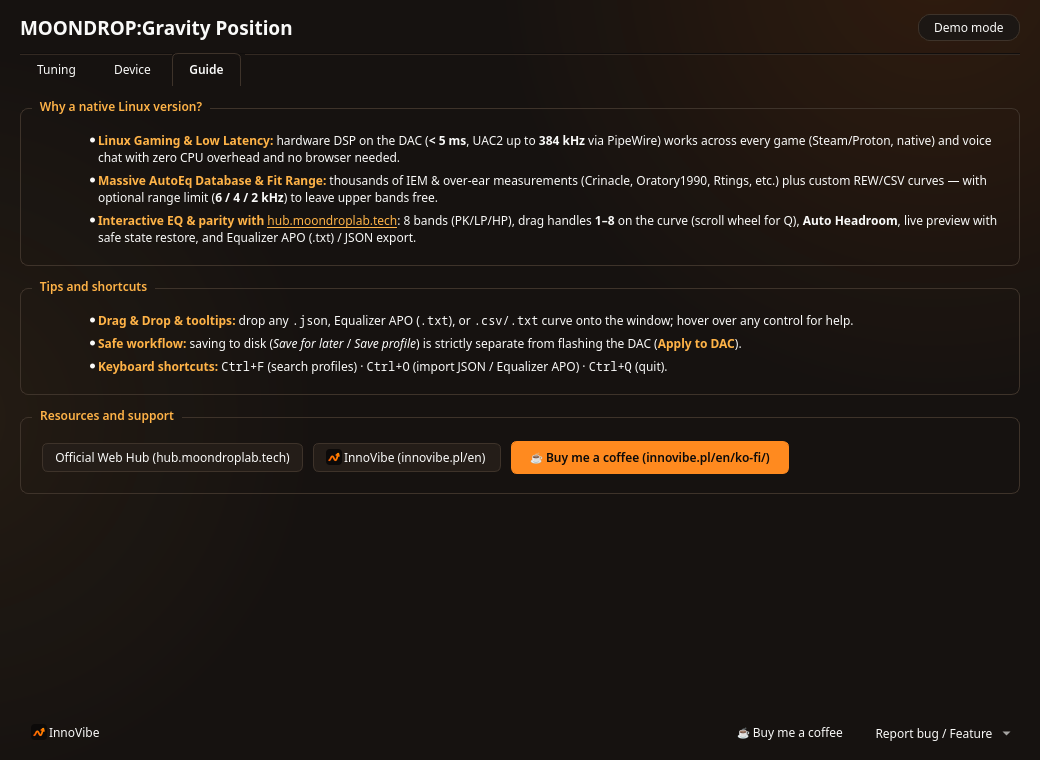 MOONDROP:Gravity Position
Demo mode
Tuning
Device
Guide
Why a native Linux version?
• Linux Gaming & Low Latency: hardware DSP on the DAC (< 5 ms, UAC2 up to 384 kHz via PipeWire) works across every game (Steam/Proton, native) and voice
chat with zero CPU overhead and no browser needed.
• Massive AutoEq Database & Fit Range: thousands of IEM & over-ear measurements (Crinacle, Oratory1990, Rtings, etc.) plus custom REW/CSV curves — with
optional range limit (6 / 4 / 2 kHz) to leave upper bands free.
• Interactive EQ & parity with hub.moondroplab.tech: 8 bands (PK/LP/HP), drag handles 1–8 on the curve (scroll wheel for Q), Auto Headroom, live preview with
safe state restore, and Equalizer APO (.txt) / JSON export.
Tips and shortcuts
• Drag & Drop & tooltips: drop any .json, Equalizer APO (.txt), or .csv/.txt curve onto the window; hover over any control for help.
• Safe workflow: saving to disk (Save for later / Save profile) is strictly separate from flashing the DAC (Apply to DAC).
• Keyboard shortcuts: Ctrl+F (search profiles) · Ctrl+O (import JSON / Equalizer APO) · Ctrl+Q (quit).
Resources and support
Official Web Hub (hub.moondroplab.tech)
InnoVibe (innovibe.pl/en)
☕ Buy me a coffee (innovibe.pl/en/ko-fi/)
InnoVibe
☕ Buy me a coffee
Report bug / Feature